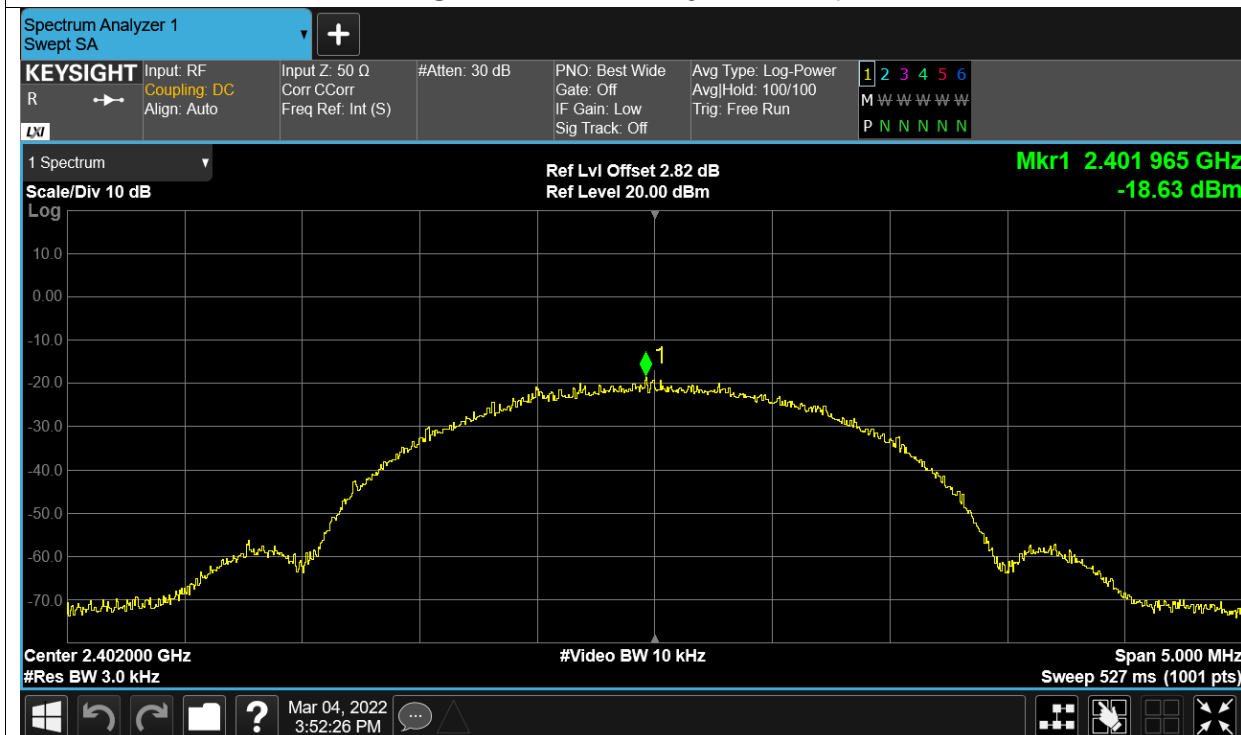 Spectrum Analyzer 1
Swept SA
+
KEYSIGHT
R
LXI
Input: RF
Coupling: DC
Align: Auto
Input Z: 50 Ω
Corr CCorr
Freq Ref: Int (S)
#Atten: 30 dB
PNO: Best Wide
Gate: Off
IF Gain: Low
Sig Track: Off
Avg Type: Log-Power
Avg|Hold: 100/100
Trig: Free Run
1 2 3 4 5 6
M W W W W W
P N N N N N
1 Spectrum
Scale/Div 10 dB
Log
Ref Lvl Offset 2.82 dB
Ref Level 20.00 dBm
Mkr1 2.401 965 GHz
-18.63 dBm
10.0
0.00
-10.0
1
-20.0
-30.0
-40.0
-50.0
-60.0
-70.0
Center 2.402000 GHz
#Res BW 3.0 kHz
#Video BW 10 kHz
Span 5.000 MHz
Sweep 527 ms (1001 pts)
?
Mar 04, 2022
3:52:26 PM